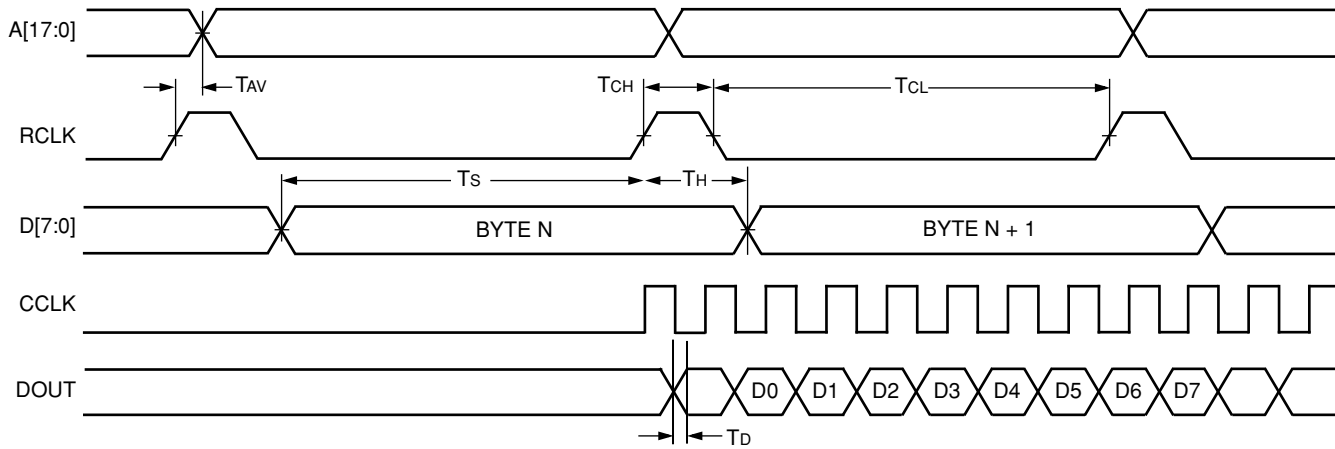 A[17:0]
TAV
TCH
TCL
RCLK
TS
TH
D[7:0]
BYTE N
BYTE N + 1
CCLK
DOUT
D0 D1 D2 D3 D4 D5 D6 D7
TD